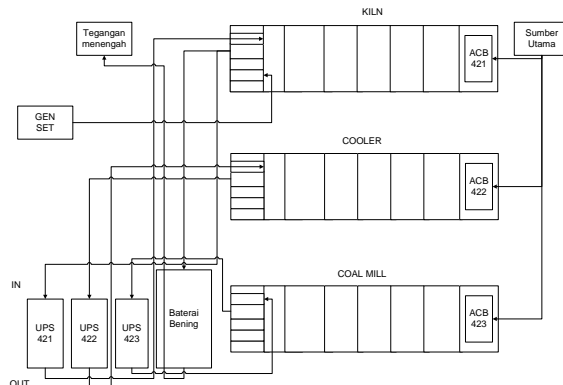 KILN
Tegangan
menengah
ACB
421
Sumber
Utama
GEN
SET
COOLER
ACB
422
COAL MILL
IN
UPS
421
UPS
422
UPS
423
Baterai
Bening
ACB
423
OUT